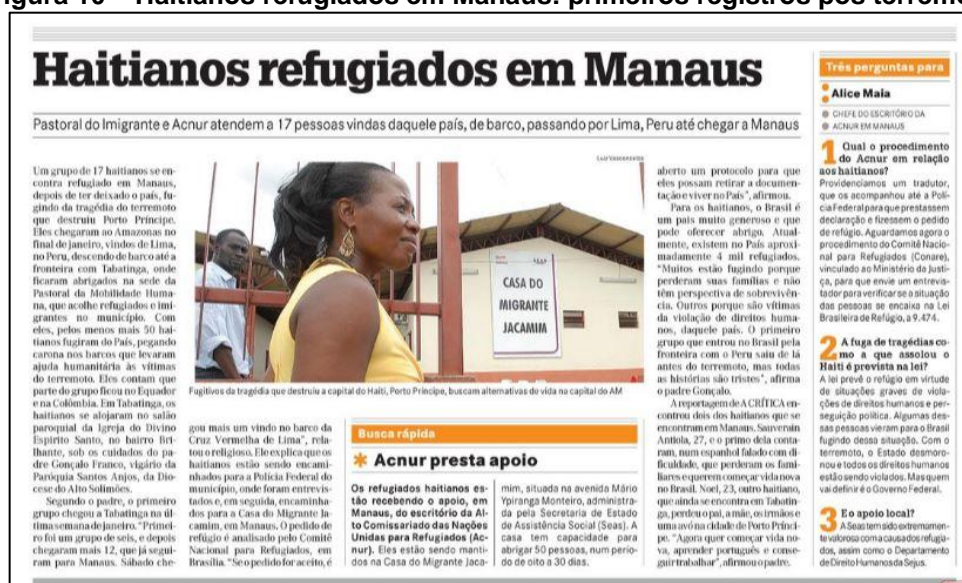 Haitianos refugiados em Manaus
Pastoral do Imigrante e Acnur atendem a 17 pessoas vindas daquele país, de barco, passando por Lima, Peru até chegar a Manaus
Um grupo de 17 haitianos se en-
contra refugiado em Manaus,
depois de ter deixado o país, fu-
gindo da tragédia do terremoto
que destruiu Porto Príncipe.
Eles chegaram ao Amazonas no
final de janeiro, vindos de Lima,
no Peru, descendo de barco até a
fronteira com Tabatinga, onde
ficaram abrigados na sede da
Pastoral da Mobilidade Huma-
na, que acolhe refugiados e imi-
grantes no município. Com
eles, pelos menos mais 50 hai-
tianos fugiram do País, pegando
carona nos barcos que levaram
ajuda humanitária às vítimas
do terremoto. Eles contam que
parte do grupo ficou no Equador
e na Colômbia. Em Tabatinga, os
haitianos se alojaram no salão
paroquial da Igreja do Divino
Espírito Santo, no bairro Bri-
lhante, sob os cuidados do pa-
dre Gonçalo Franco, vigário da
Paróquia Santos Anjos, da Dio-
cese do Alto Solimões.
Segundo o padre, o primeiro
grupo chegou a Tabatinga na úl-
tima semana de janeiro. "Primei-
ro foi um grupo de seis, e depois
chegaram mais 12, que já segui-
ram para Manaus. Sábado che-
CASA DO
MIGRANTE
JACAMIM
Fugitivos da tragédia que destruiu a capital do Haiti, Porto Príncipe, buscam alternativas de vida na capital do AM
gou mais um vindo no barco da
Cruz Vermelha de Lima", rela-
tou o religioso. Ele explica que os
haitianos estão sendo encami-
nhados para a Polícia Federal do
município, onde foram entrevis-
tados e, em seguida, encaminha-
dos para a Casa do Migrante Ja-
camim, em Manaus. O pedido de
refúgio é analisado pelo Comitê
Nacional para Refugiados, em
Brasília. "Se o pedido for aceito, é
Busca rápida
Acnur presta apoio
Os refugiados haitianos es-
tão recebendo o apoio, em
Manaus, do escritório da Al-
to Comissariado das Nações
Unidas para Refugiados (Ac-
nur). Eles estão sendo manti-
dos na Casa do Migrante Jaca-
mim, situada na avenida Mário
Ypiranga Monteiro, administra-
da pela Secretaria de Estado
de Assistência Social (Seas). A
casa tem capacidade para
abrigar 50 pessoas, num perío-
do de oito a 30 dias.
aberto um protocolo para que
eles possam retirar a documen-
tação e viver no País", afirmou.
Para os haitianos, o Brasil é
um país muito generoso e que
pode oferecer abrigo. Atual-
mente, existem no País aproxi-
madamente 4 mil refugiados.
"Muitos estão fugindo porque
perderam suas famílias e não
têm perspectiva de sobrevivên-
cia. Outros porque são vítimas
da violação de direitos huma-
nos, daquele país. O primeiro
grupo que entrou no Brasil pela
fronteira com o Peru saiu de lá
antes do terremoto, mas todas
as histórias são tristes", afirma
o padre Gonçalo.
A reportagem de A CRÍTICA en-
controu dois dos haitianos que se
encontram em Manaus. Sauverain
Antiola, 27, e o primo dela conta-
ram, num espanhol falado com di-
ficuldade, que perderam os fami-
liares e querem começar vida nova
no Brasil. Noel, 23, outro haitiano,
que ainda se encontra em Tabatin-
ga, perdeu o pai, a mãe, os irmãos e
uma avó na cidade de Porto Prínci-
pe. "Agora quer começar vida no-
va, aprender português e conse-
guir trabalhar", afirmou o padre.
Três perguntas para
Alice Maia
CHEFE DO ESCRITÓRIO DA
ACNUR EM MANAUS
1 Qual o procedimento
do Acnur em relação
aos haitianos?
Providenciamos um tradutor,
que os acompanhou até a Polí-
cia Federal para que prestassem
declaração e fizessem o pedido
de refúgio. Aguardamos agora o
procedimento do Comitê Nacio-
nal para Refugiados (Conare),
vinculado ao Ministério da Justi-
ça, para que envie um entrevis-
tador para verificar se a situação
das pessoas se encaixa na Lei
Brasileira de Refúgio, a 9.474.
2 A fuga de tragédias co-
mo a que assolou o
Haiti é prevista na lei?
A lei prevê o refúgio em virtude
de situações graves de viola-
ções de direitos humanos e per-
seguição política. Algumas des-
sas pessoas vieram para o Brasil
fugindo dessa situação. Com o
terremoto, o Estado desmoro-
nou e todos os direitos humanos
estão sendo violados. Mas quem
vai definir é o Governo Federal.
3 E o apoio local?
A Seas tem sido extremamen-
te valorosa com a causa dos refugia-
dos, assim como o Departamento
de Direito Humanos da Sejus.